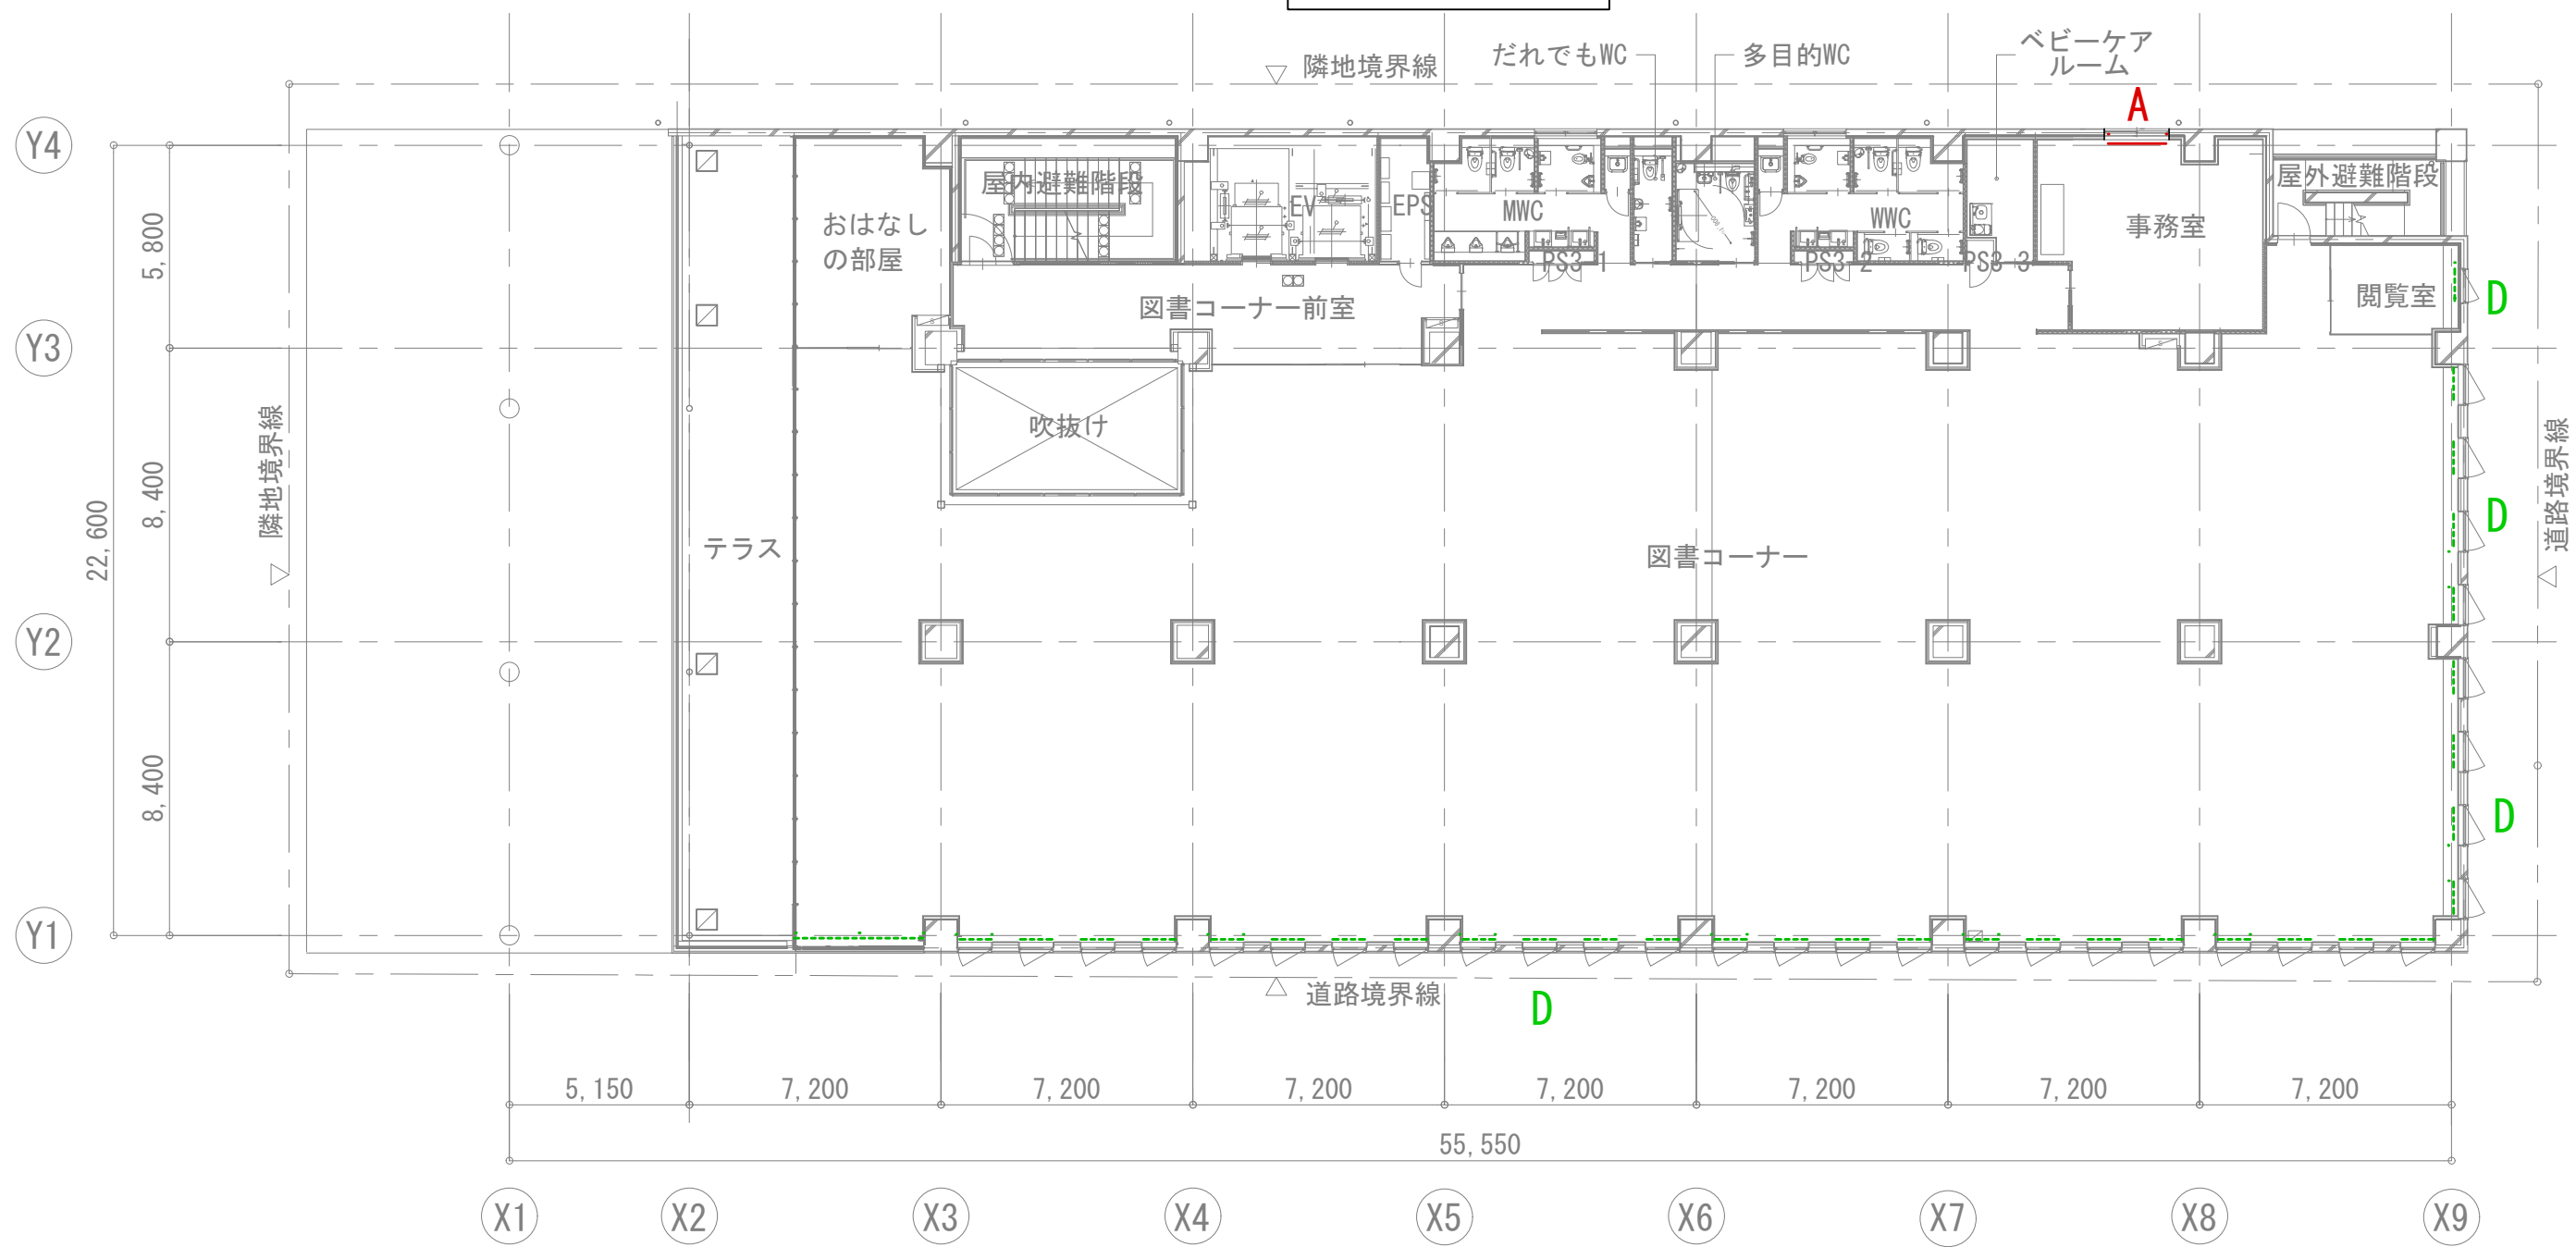 だれでもWC
多目的WC
ベビーケア
ルーム
隣地境界線
A
Y4
屋内避難階段
EV
EPS
MWC
WWC
事務室
屋外避難階段
おはなし
の部屋
5,800
PS3-1
PS3-2
PS3-3
図書コーナー前室
閲覧室
D
Y3
吹抜け
隣地境界線
道路境界線
8,400
22,600
D
テラス
図書コーナー
Y2
8,400
D
Y1
道路境界線
D
5,150
7,200
7,200
7,200
7,200
7,200
7,200
7,200
55,550
X1
X2
X3
X4
X5
X6
X7
X8
X9